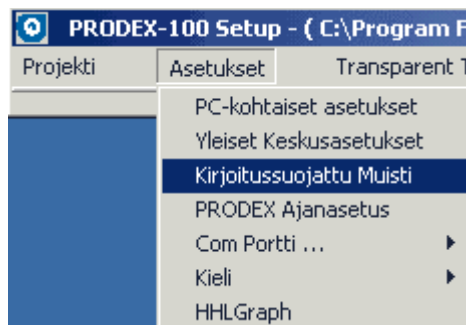 PRODEX-100 Setup - ( C:\Program F
Projekti Asetukset Transparent T
PC-kohtaiset asetukset
Yleiset Keskusasetukset
Kirjoitussuojattu Muisti
PRODEX Ajanasetus
Com Portti ...
Kieli
HHLGraph